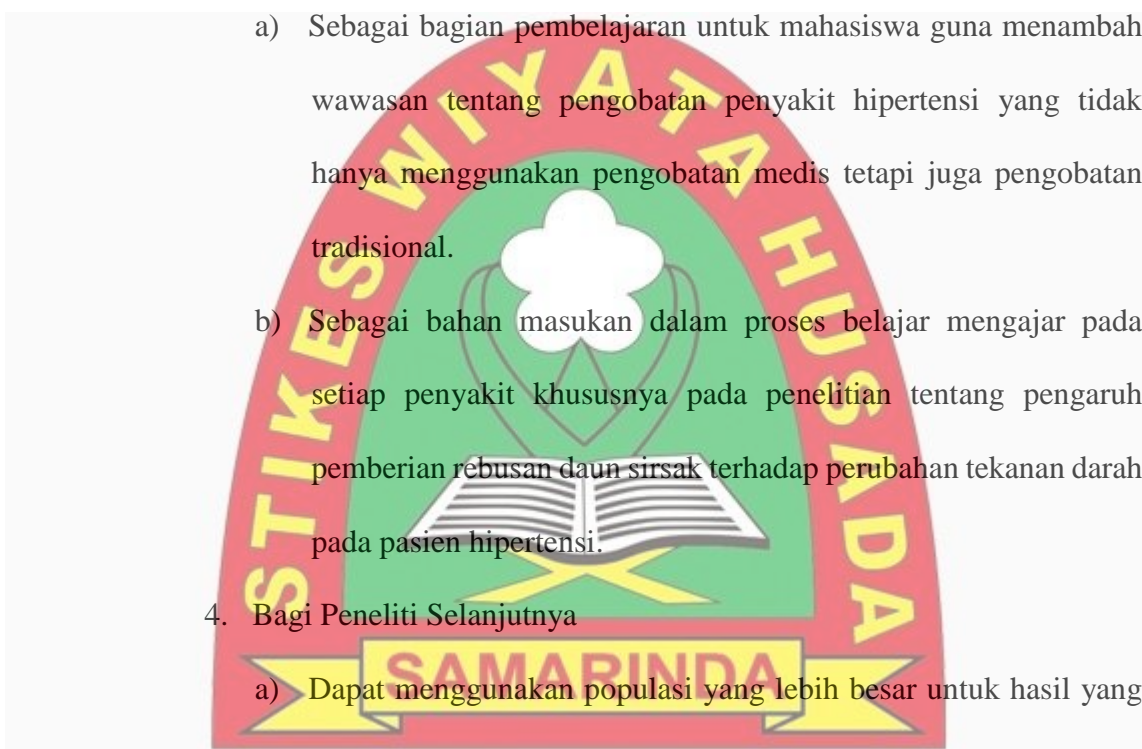 a) Sebagai bagian pembelajaran untuk mahasiswa guna menambah
wawasan tentang pengobatan penyakit hipertensi yang tidak
hanya menggunakan pengobatan medis tetapi juga pengobatan
tradisional.
b) Sebagai bahan masukan dalam proses belajar mengajar pada
setiap penyakit khususnya pada penelitian tentang pengaruh
pemberian rebusan daun sirsak terhadap perubahan tekanan darah
pada pasien hipertensi.
4. Bagi Peneliti Selanjutnya
a) Dapat menggunakan populasi yang lebih besar untuk hasil yang
STIKES WIYATA HUSADA
SAMARINDA